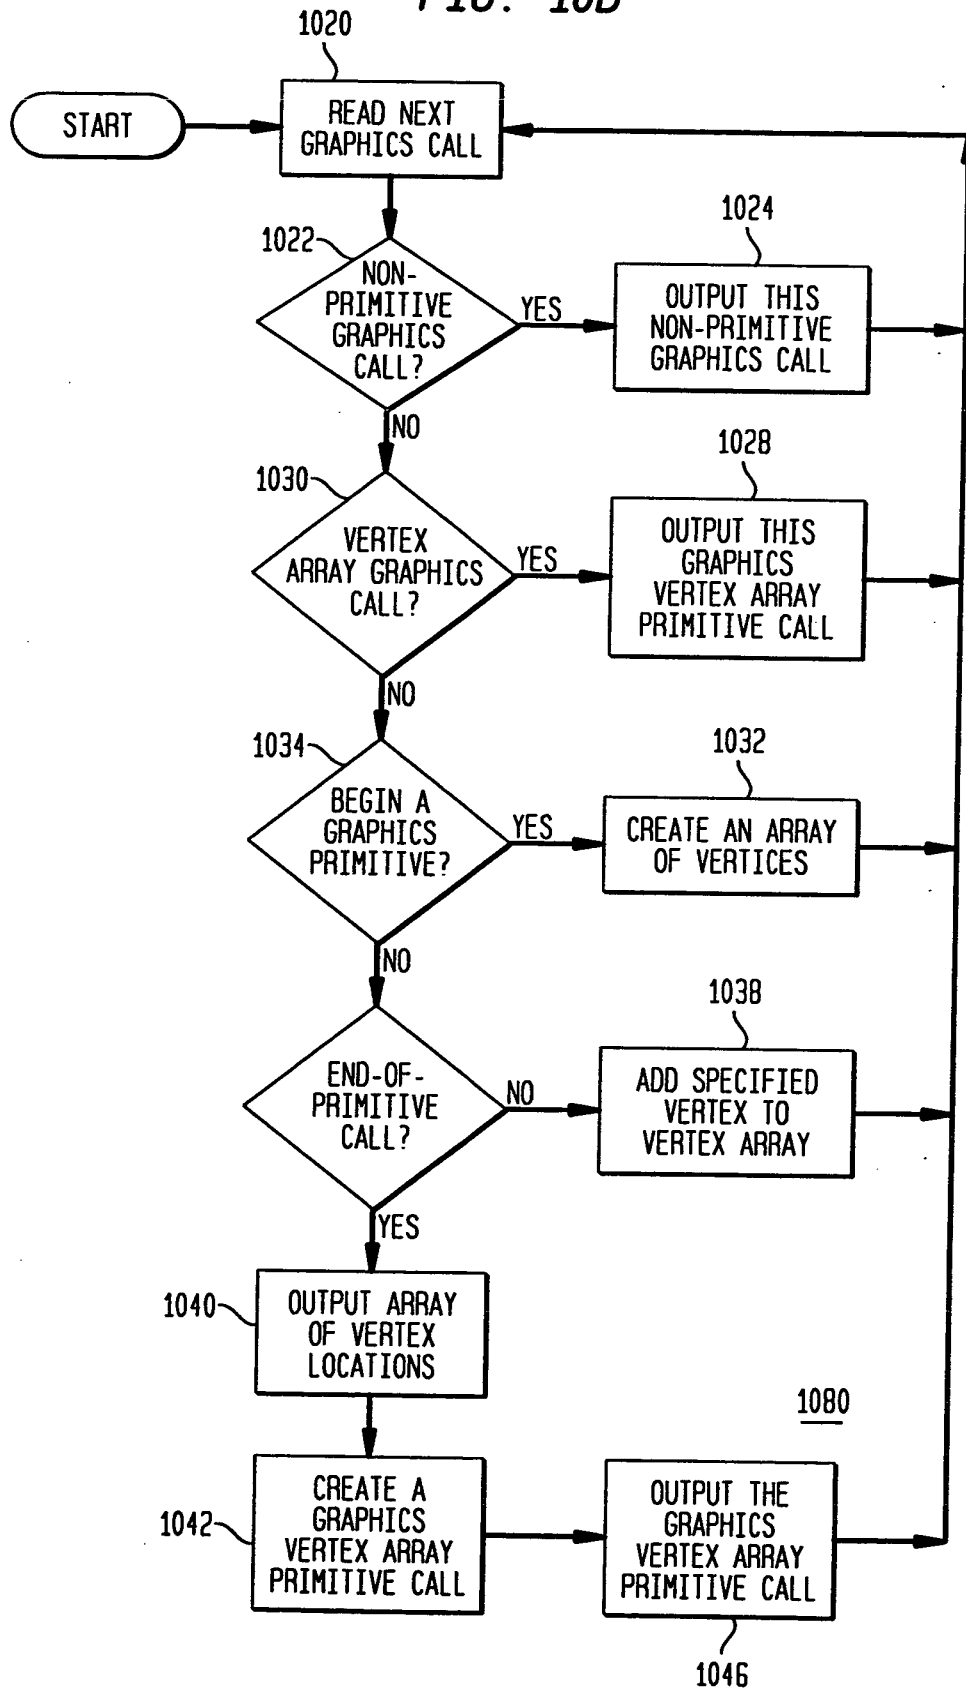 FIG. 10B
1020
START
READ NEXT
GRAPHICS CALL
1022
NON-
PRIMITIVE
GRAPHICS
CALL?
YES
1024
OUTPUT THIS
NON-PRIMITIVE
GRAPHICS CALL
NO
1030
VERTEX
ARRAY GRAPHICS
CALL?
YES
1028
OUTPUT THIS
GRAPHICS
VERTEX ARRAY
PRIMITIVE CALL
NO
1034
BEGIN A
GRAPHICS
PRIMITIVE?
YES
1032
CREATE AN ARRAY
OF VERTICES
NO
END-OF-
PRIMITIVE
CALL?
NO
1038
ADD SPECIFIED
VERTEX TO
VERTEX ARRAY
YES
1040
OUTPUT ARRAY
OF VERTEX
LOCATIONS
1080
1042
CREATE A
GRAPHICS
VERTEX ARRAY
PRIMITIVE CALL
OUTPUT THE
GRAPHICS
VERTEX ARRAY
PRIMITIVE CALL
1046